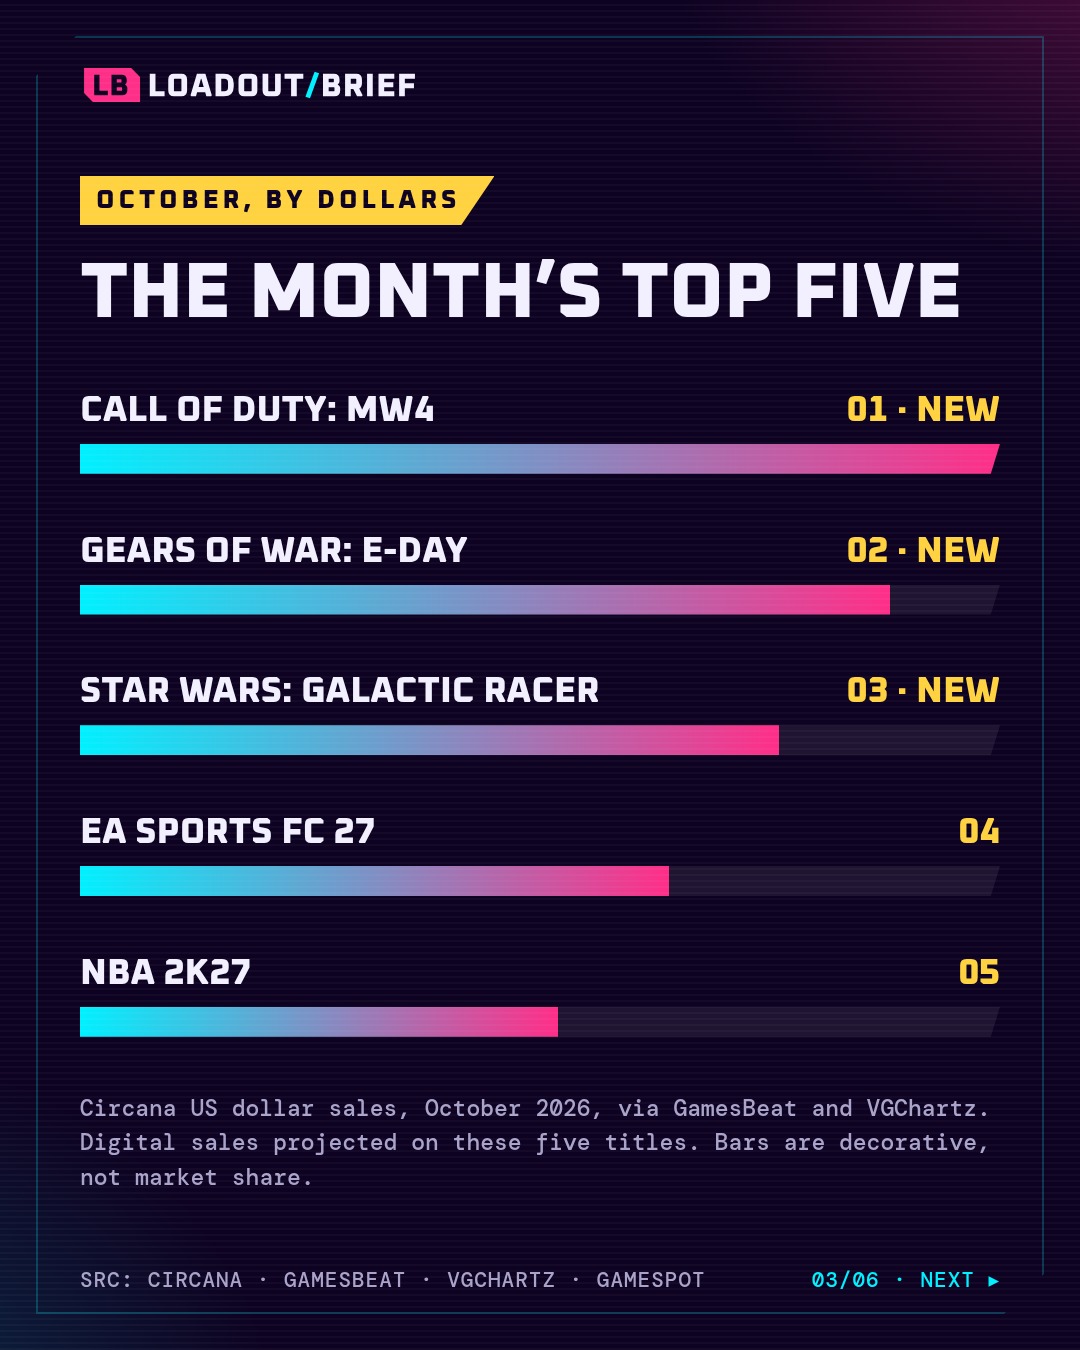 LB LOADOUT/BRIEF
OCTOBER, BY DOLLARS
THE MONTH’S TOP FIVE
CALL OF DUTY: MW4 01 · NEW
GEARS OF WAR: E-DAY 02 · NEW
STAR WARS: GALACTIC RACER 03 · NEW
EA SPORTS FC 27 04
NBA 2K27 05
Circana US dollar sales, October 2026, via GamesBeat and VGChartz.
Digital sales projected on these five titles. Bars are decorative,
not market share.
SRC: CIRCANA · GAMESBEAT · VGCHARTZ · GAMESPOT 03/06 · NEXT ▸